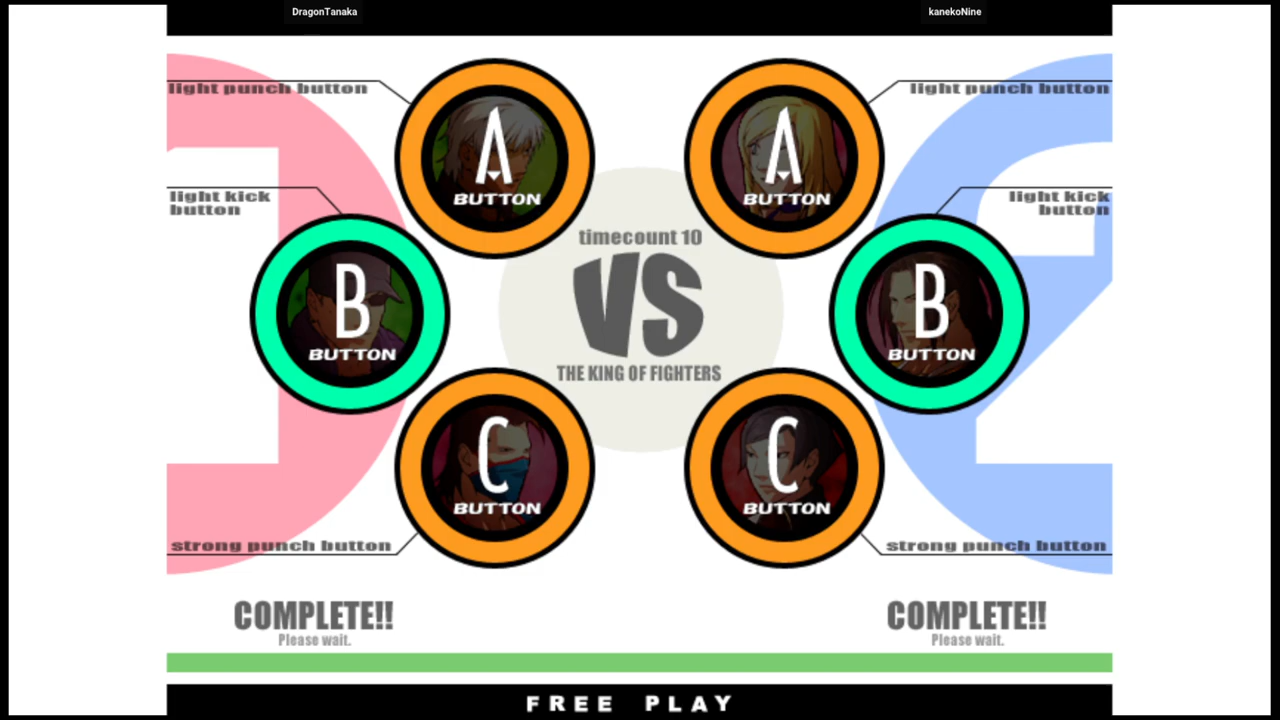 DragonTanaka
kanekoNine
light punch button
A
BUTTON
A
BUTTON
light punch button
light kick
button
B
BUTTON
timecount 10
VS
THE KING OF FIGHTERS
light kick
button
B
BUTTON
C
BUTTON
C
BUTTON
strong punch button
strong punch button
COMPLETE!!
Please wait.
COMPLETE!!
Please wait.
FREE PLAY
1
2